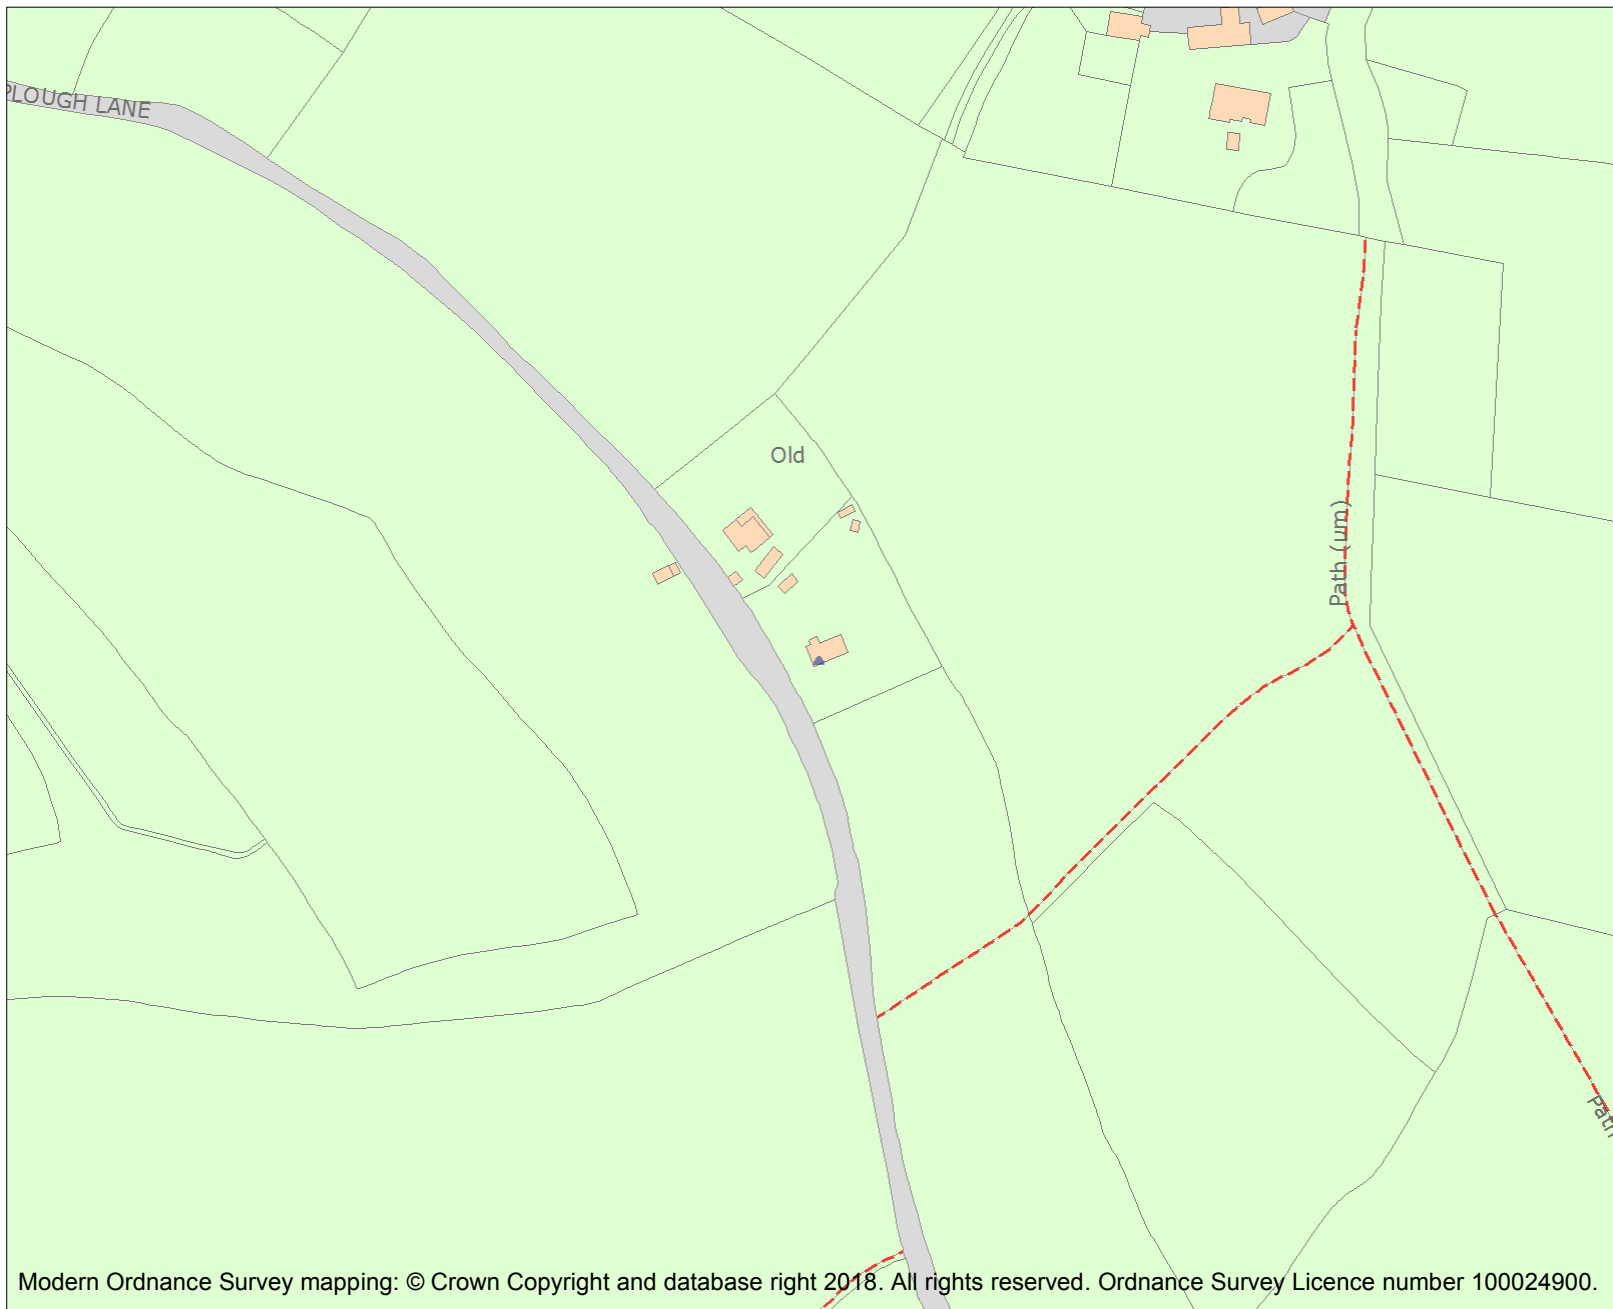 PLOUGH LANE
Old
Path (um)
Path
Modern Ordnance Survey mapping: © Crown Copyright and database right 2018. All rights reserved. Ordnance Survey Licence number 100024900.